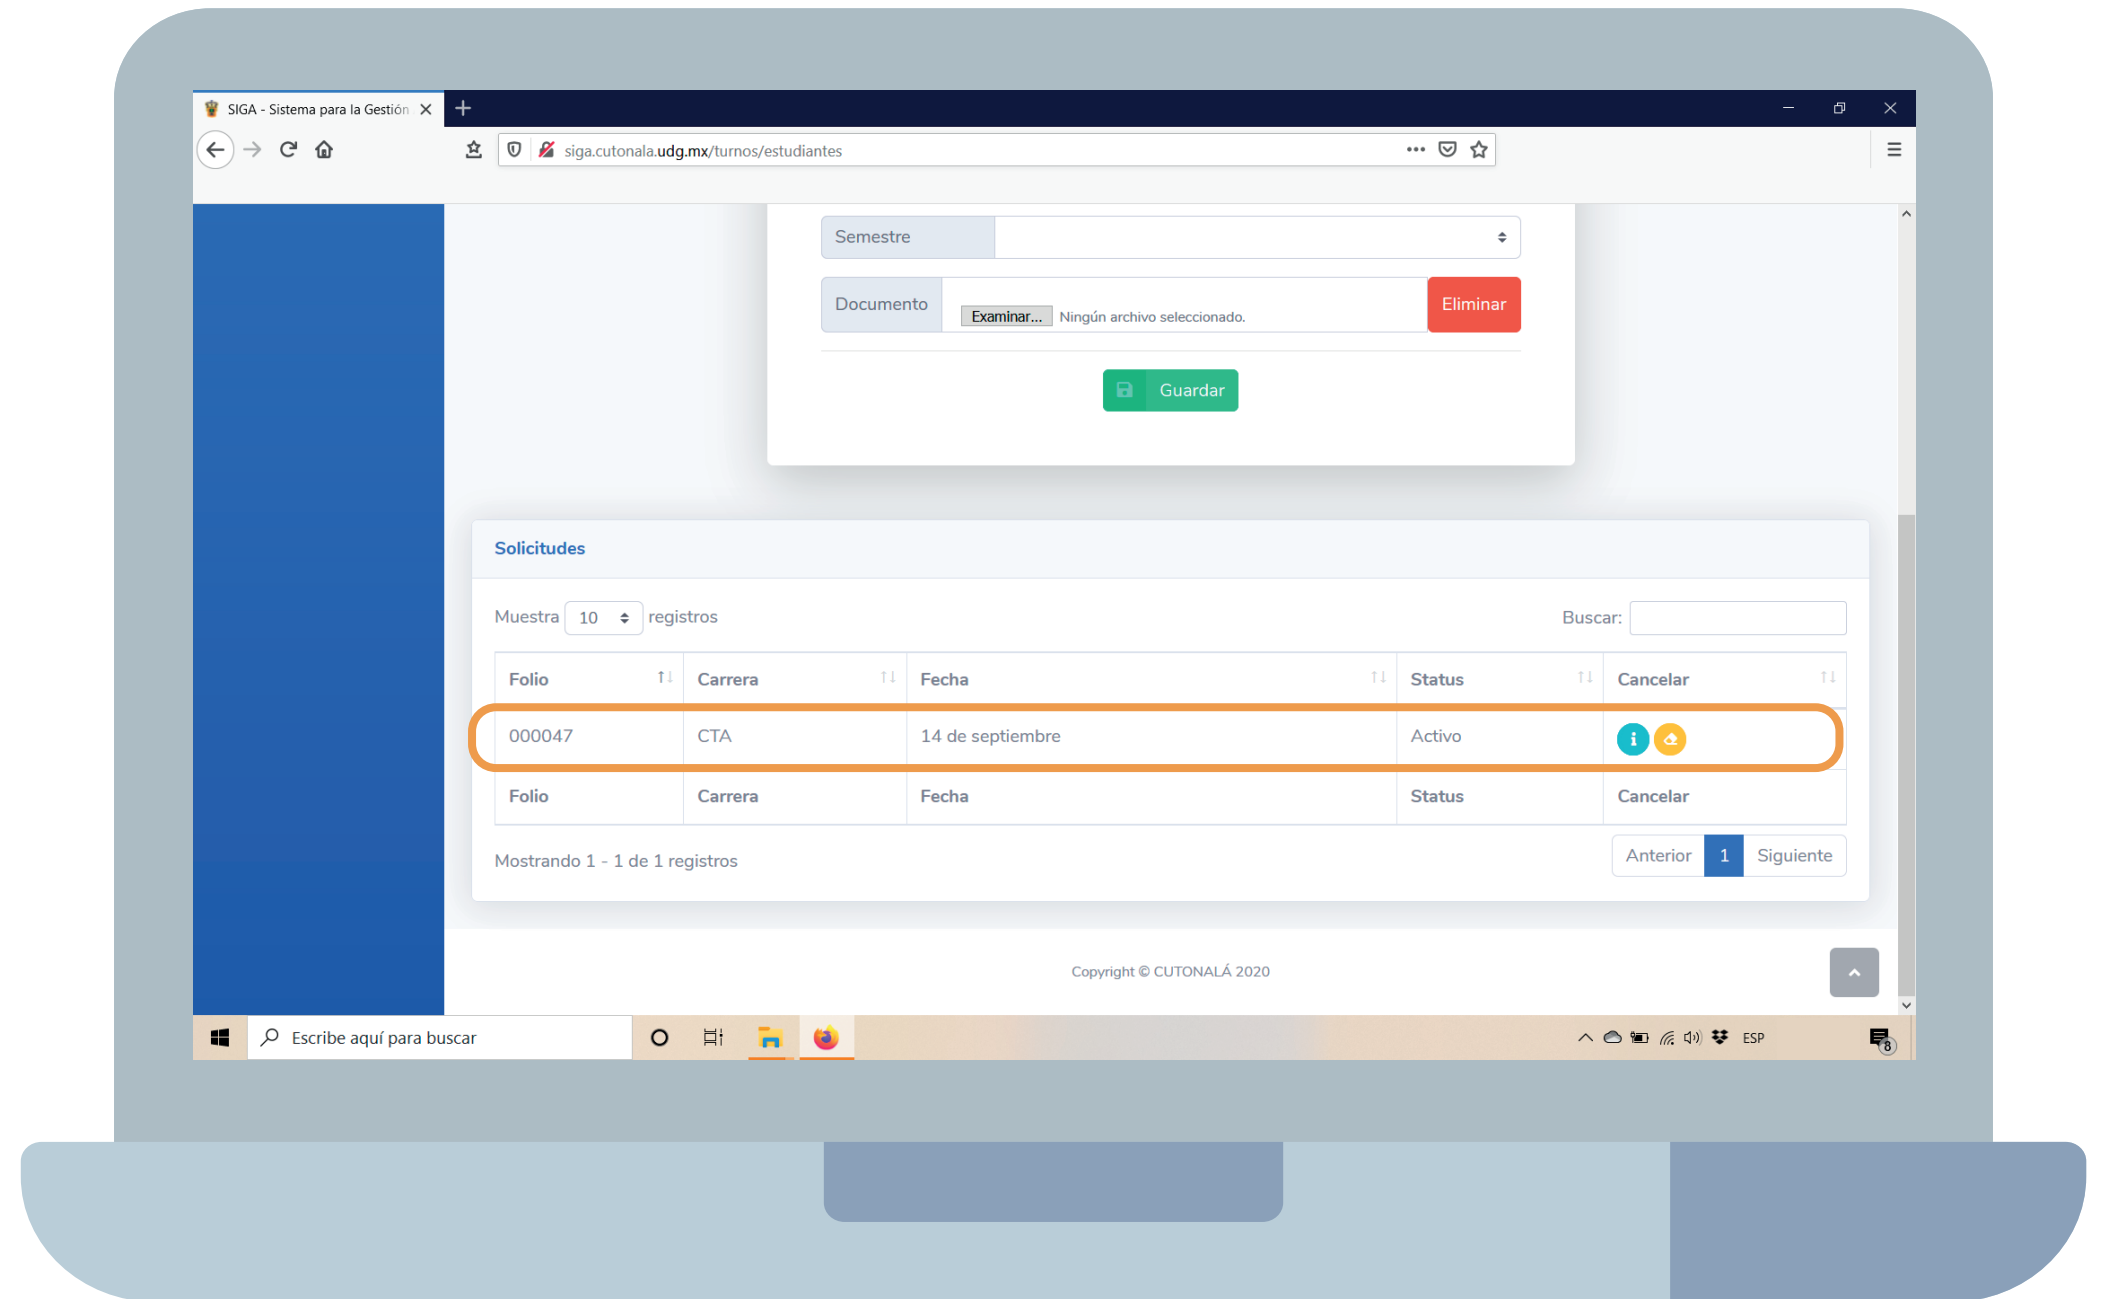 SIGA - Sistema para la Gestión
siga.cutonala.udg.mx/turnos/estudiantes
Semestre
Documento Examinar... Ningún archivo seleccionado. Eliminar
Guardar
Solicitudes
Muestra 10 registros Buscar:
Folio Carrera Fecha Status Cancelar
000047 CTA 14 de septiembre Activo
Folio Carrera Fecha Status Cancelar
Mostrando 1 - 1 de 1 registros Anterior 1 Siguiente
Copyright © CUTONALÁ 2020
Escribe aquí para buscar ESP 8